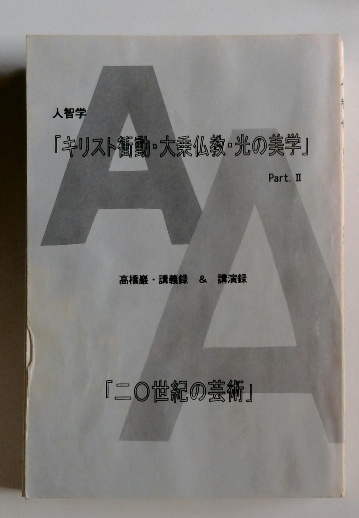 人智学
「キリスト衝動・大乗仏教・光の美学」
Part. II
高橋巖・講義録 & 講演録
「二〇世紀の芸術」